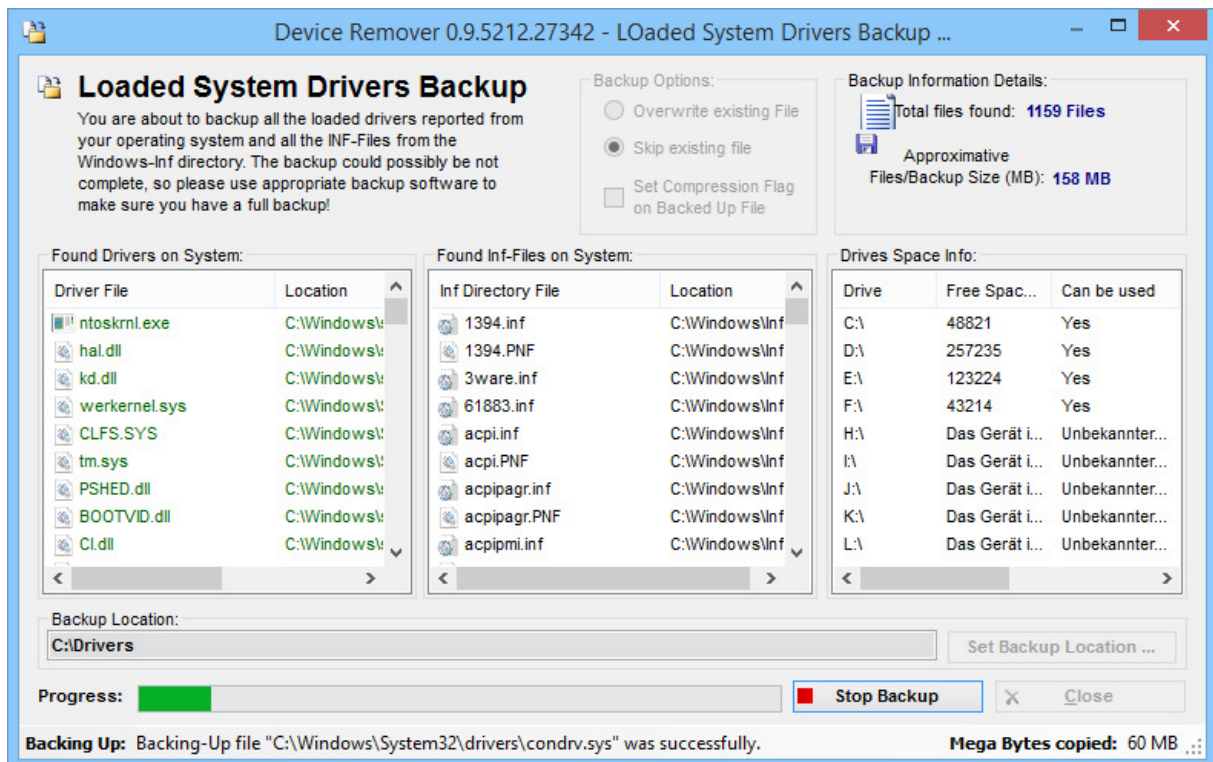 Device Remover 0.9.5212.27342 - LOaded System Drivers Backup ...
Loaded System Drivers Backup
You are about to backup all the loaded drivers reported from
your operating system and all the INF-Files from the
Windows-Inf directory. The backup could possibly be not
complete, so please use appropriate backup software to
make sure you have a full backup!
Backup Options:
Overwrite existing File
Skip existing file
Set Compression Flag
on Backed Up File
Backup Information Details:
Total files found: 1159 Files
Approximative
Files/Backup Size (MB): 158 MB
Found Drivers on System:
Driver File Location
ntoskrnl.exe C:\Windows\
hal.dll C:\Windows\
kd.dll C:\Windows\
werkernel.sys C:\Windows\
CLFS.SYS C:\Windows\
tm.sys C:\Windows\
PSHED.dll C:\Windows\
BOOTVID.dll C:\Windows\
CI.dll C:\Windows\
Found Inf-Files on System:
Inf Directory File Location
1394.inf C:\Windows\Inf
1394.PNF C:\Windows\Inf
3ware.inf C:\Windows\Inf
61883.inf C:\Windows\Inf
acpi.inf C:\Windows\Inf
acpi.PNF C:\Windows\Inf
acpipagr.inf C:\Windows\Inf
acpipagr.PNF C:\Windows\Inf
acpipmi.inf C:\Windows\Inf
Drives Space Info:
Drive Free Spac... Can be used
C:\ 48821 Yes
D:\ 257235 Yes
E:\ 123224 Yes
F:\ 43214 Yes
H:\ Das Gerät i... Unbekannter...
I:\ Das Gerät i... Unbekannter...
J:\ Das Gerät i... Unbekannter...
K:\ Das Gerät i... Unbekannter...
L:\ Das Gerät i... Unbekannter...
Backup Location:
C:\Drivers
Set Backup Location ...
Progress:
Stop Backup
Close
Backing Up: Backing-Up file "C:\Windows\System32\drivers\condrv.sys" was successfully.
Mega Bytes copied: 60 MB